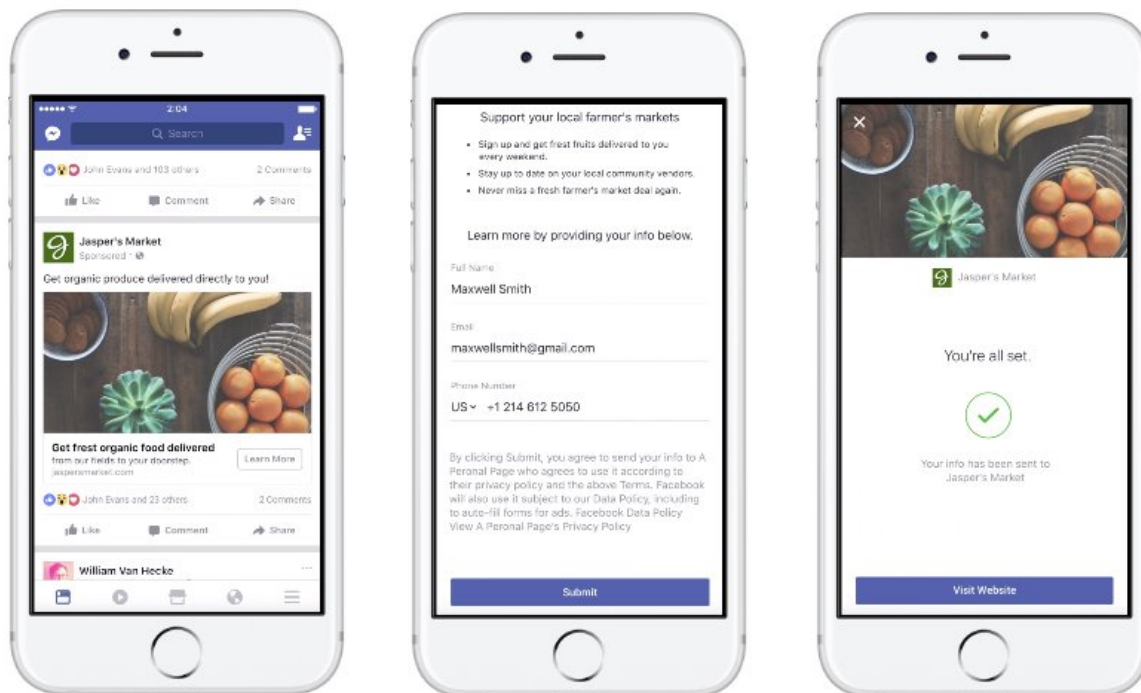 2:04
Search
John Evans and 103 others 2 Comments
Like Comment Share
Jasper's Market
Sponsored
Get organic produce delivered directly to you!
Get frest organic food delivered
from our fields to your doorstep.
jaspersmarket.com
Learn More
John Evans and 23 others 2 Comments
Like Comment Share
William Van Hecke
Support your local farmer's markets
• Sign up and get frest fruits delivered to you
every weekend.
• Stay up to date on your local community vendors.
• Never miss a fresh farmer's market deal again.
Learn more by providing your info below.
Full Name
Maxwell Smith
Email
maxwellsmith@gmail.com
Phone Number
US +1 214 612 5050
By clicking Submit, you agree to send your info to A
Peronal Page who agrees to use it according to
their privacy policy and the above Terms. Facebook
will also use it subject to our Data Policy, including
to auto-fill forms for ads. Facebook Data Policy
View A Peronal Page's Privacy Policy
Submit
Jasper's Market
You're all set.
Your info has been sent to
Jasper's Market
Visit Website